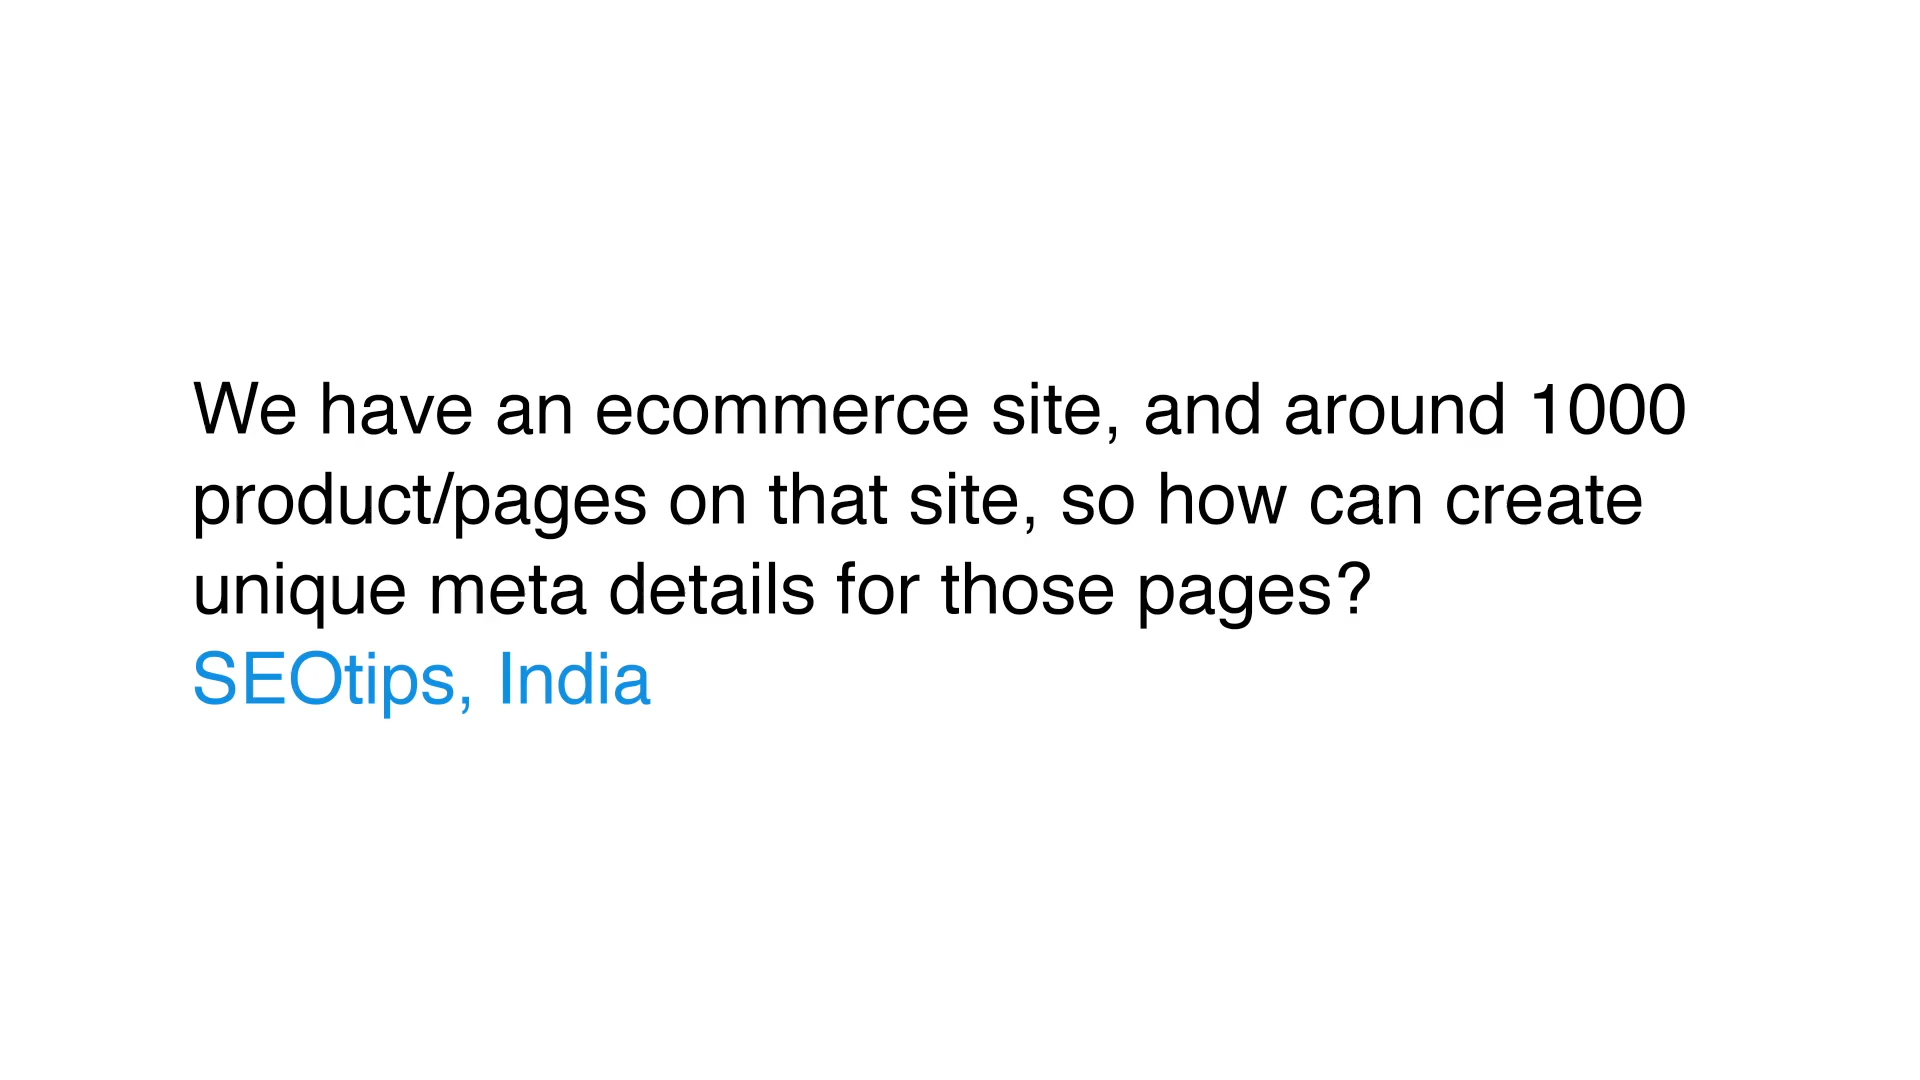 We have an ecommerce site, and around 1000
product/pages on that site, so how can create
unique meta details for those pages?
SEOtips, India